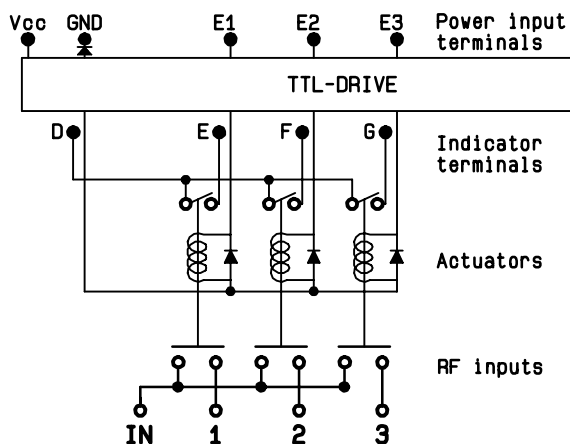 Vcc GND E1 E2 E3 Power input
terminals
TTL-DRIVE
D E F G Indicator
terminals
Actuators
RF inputs
IN 1 2 3